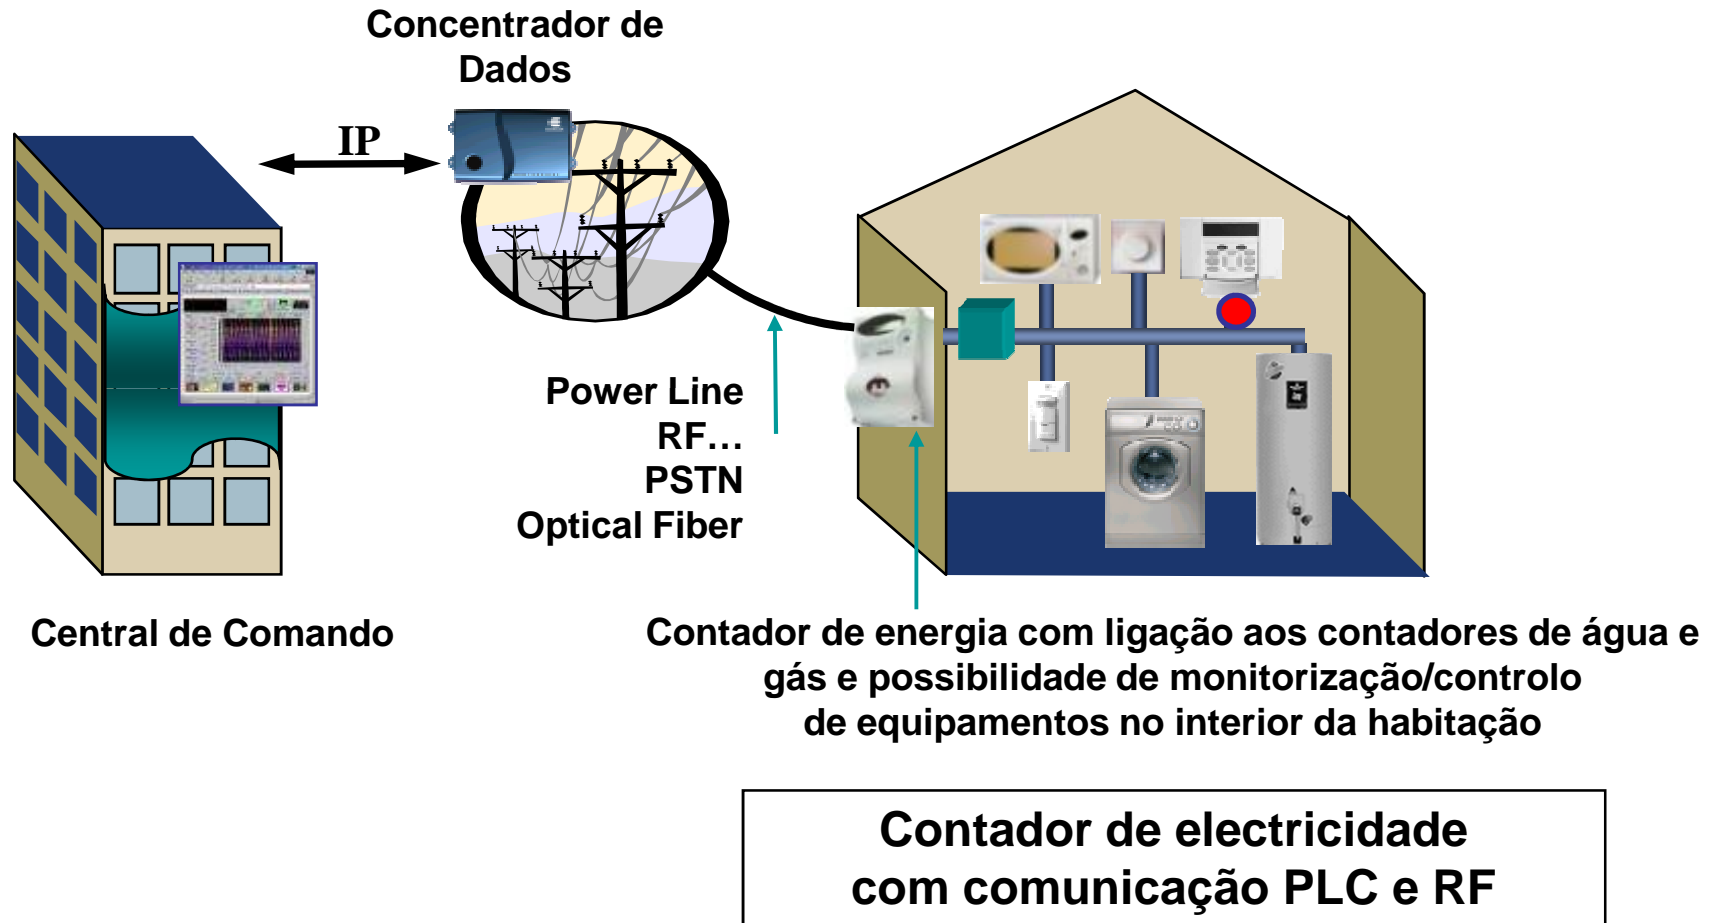 Concentrador de
Dados
IP
Power Line
RF…
PSTN
Optical Fiber
Central de Comando
Contador de energia com ligação aos contadores de água e
gás e possibilidade de monitorização/controlo
de equipamentos no interior da habitação
Contador de electricidade
com comunicação PLC e RF